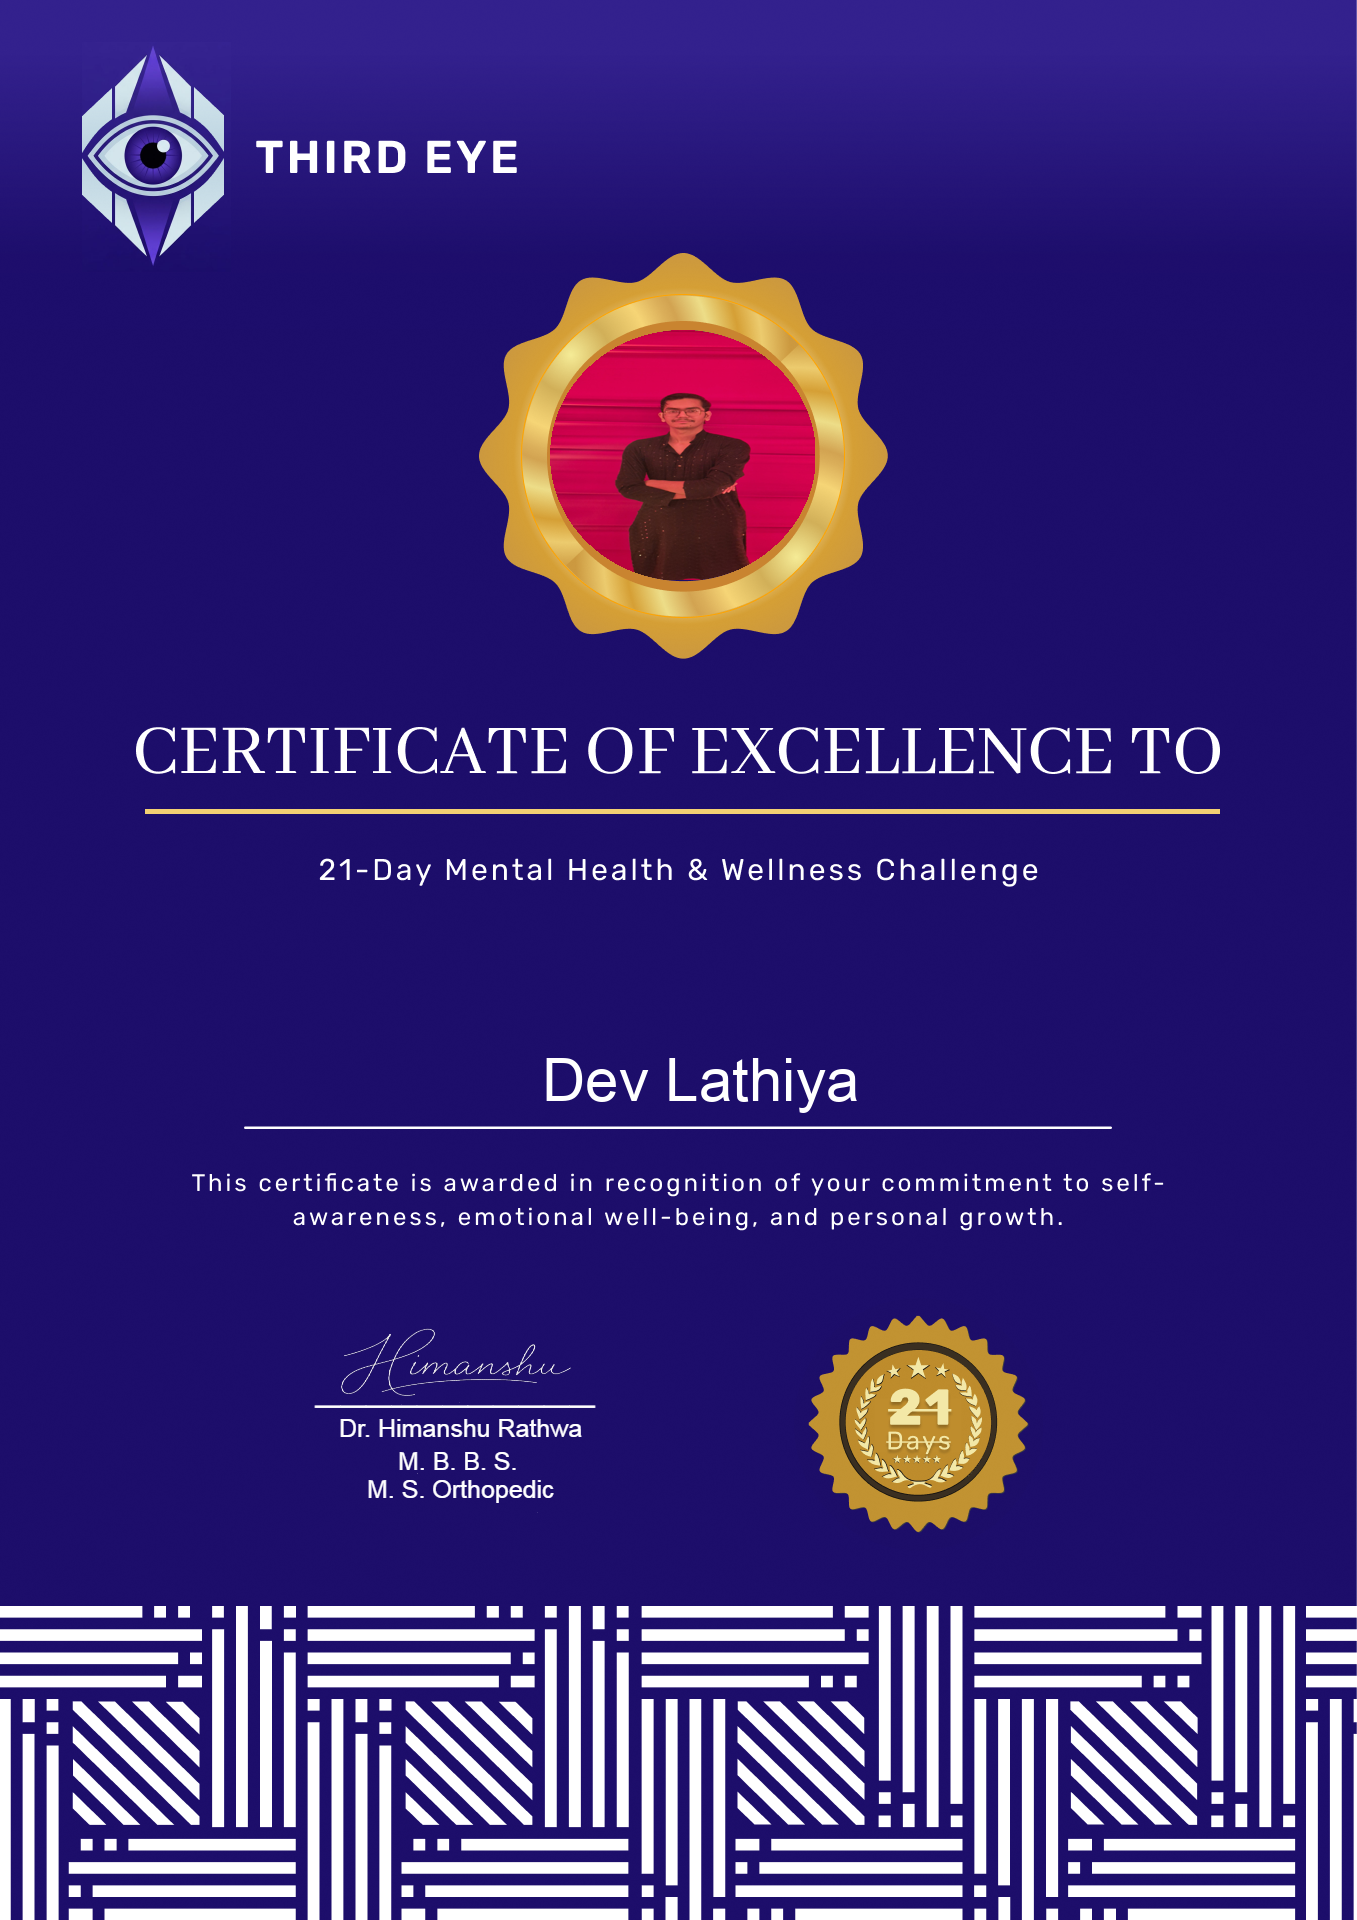 THIRD EYE
CERTIFICATE OF EXCELLENCE TO
21-Day Mental Health & Wellness Challenge
Dev Lathiya
This certificate is awarded in recognition of your commitment to self-
awareness, emotional well-being, and personal growth.
Himanshu
Dr. Himanshu Rathwa
M. B. B. S.
M. S. Orthopedic
21
Days